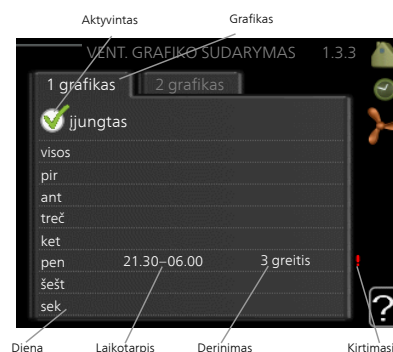 Aktyvintas Grafikas
VENT. GRAFIKO SUDARYMAS 1.3.3
1 grafikas 2 grafikas
įjungtas
visos
pir
ant
treč
ket
pen 21.30–06.00 3 greitis !
šešt
sek
?
Diena Laikotarpis Derinimas Kirtimasi